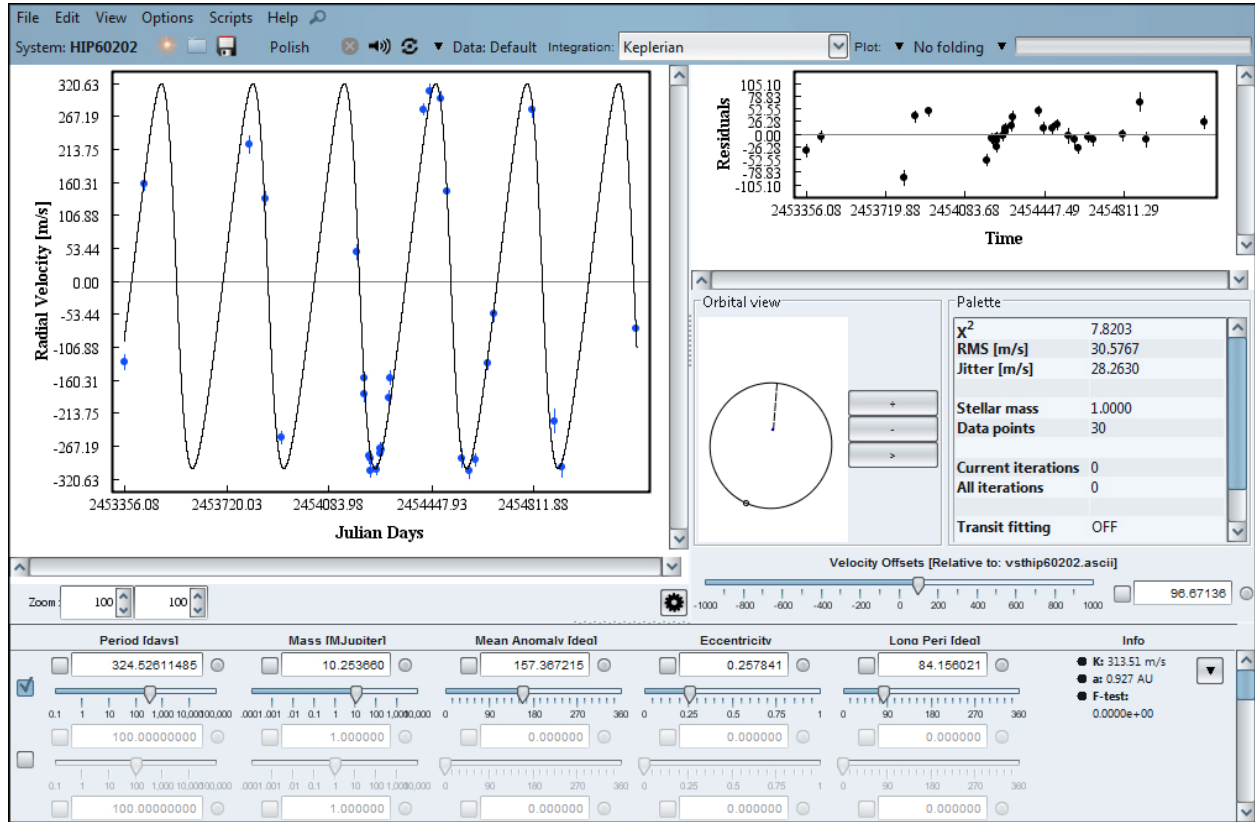 File Edit View Options Scripts Help
System: HIP60202 Polish Data: Default Integration: Keplerian Plot: No folding
320.63
267.19
213.75
160.31
106.88
53.44
0.00
-53.44
-106.88
-160.31
-213.75
-267.19
-320.63
Radial Velocity [m/s]
2453356.08 2453720.03 2454083.98 2454447.93 2454811.88
Julian Days
105.10
78.83
52.55
26.28
0.00
-26.28
-52.55
-78.83
-105.10
Residuals
2453356.08 2453719.88 2454083.68 2454447.49 2454811.29
Time
Orbital view
+
-
>
Palette
X2 7.8203
RMS [m/s] 30.5767
Jitter [m/s] 28.2630
Stellar mass 1.0000
Data points 30
Current iterations 0
All iterations 0
Transit fitting OFF
Zoom: 100 100
Velocity Offsets [Relative to: vsthip60202.ascii]
-1000 -800 -600 -400 -200 0 200 400 600 800 1000
96.67136
Period [days] Mass [MJupiter] Mean Anomaly [deg] Eccentricity Long Peri [deg] Info
324.52611485 10.253660 157.367215 0.257841 84.156021
K: 313.51 m/s
a: 0.927 AU
F-test:
0.0000e+00
0.1 1 10 100 1,000 10,000 100,000 .0001 .001 .01 0.1 1 10 100 1,000 0 90 180 270 360 0 0.25 0.5 0.75 1 0 90 180 270 360
100.00000000 1.000000 0.000000 0.000000 0.000000
0.1 1 10 100 1,000 10,000 100,000 .0001 .001 .01 0.1 1 10 100 1,000 0 90 180 270 360 0 0.25 0.5 0.75 1 0 90 180 270 360
100.00000000 1.000000 0.000000 0.000000 0.000000